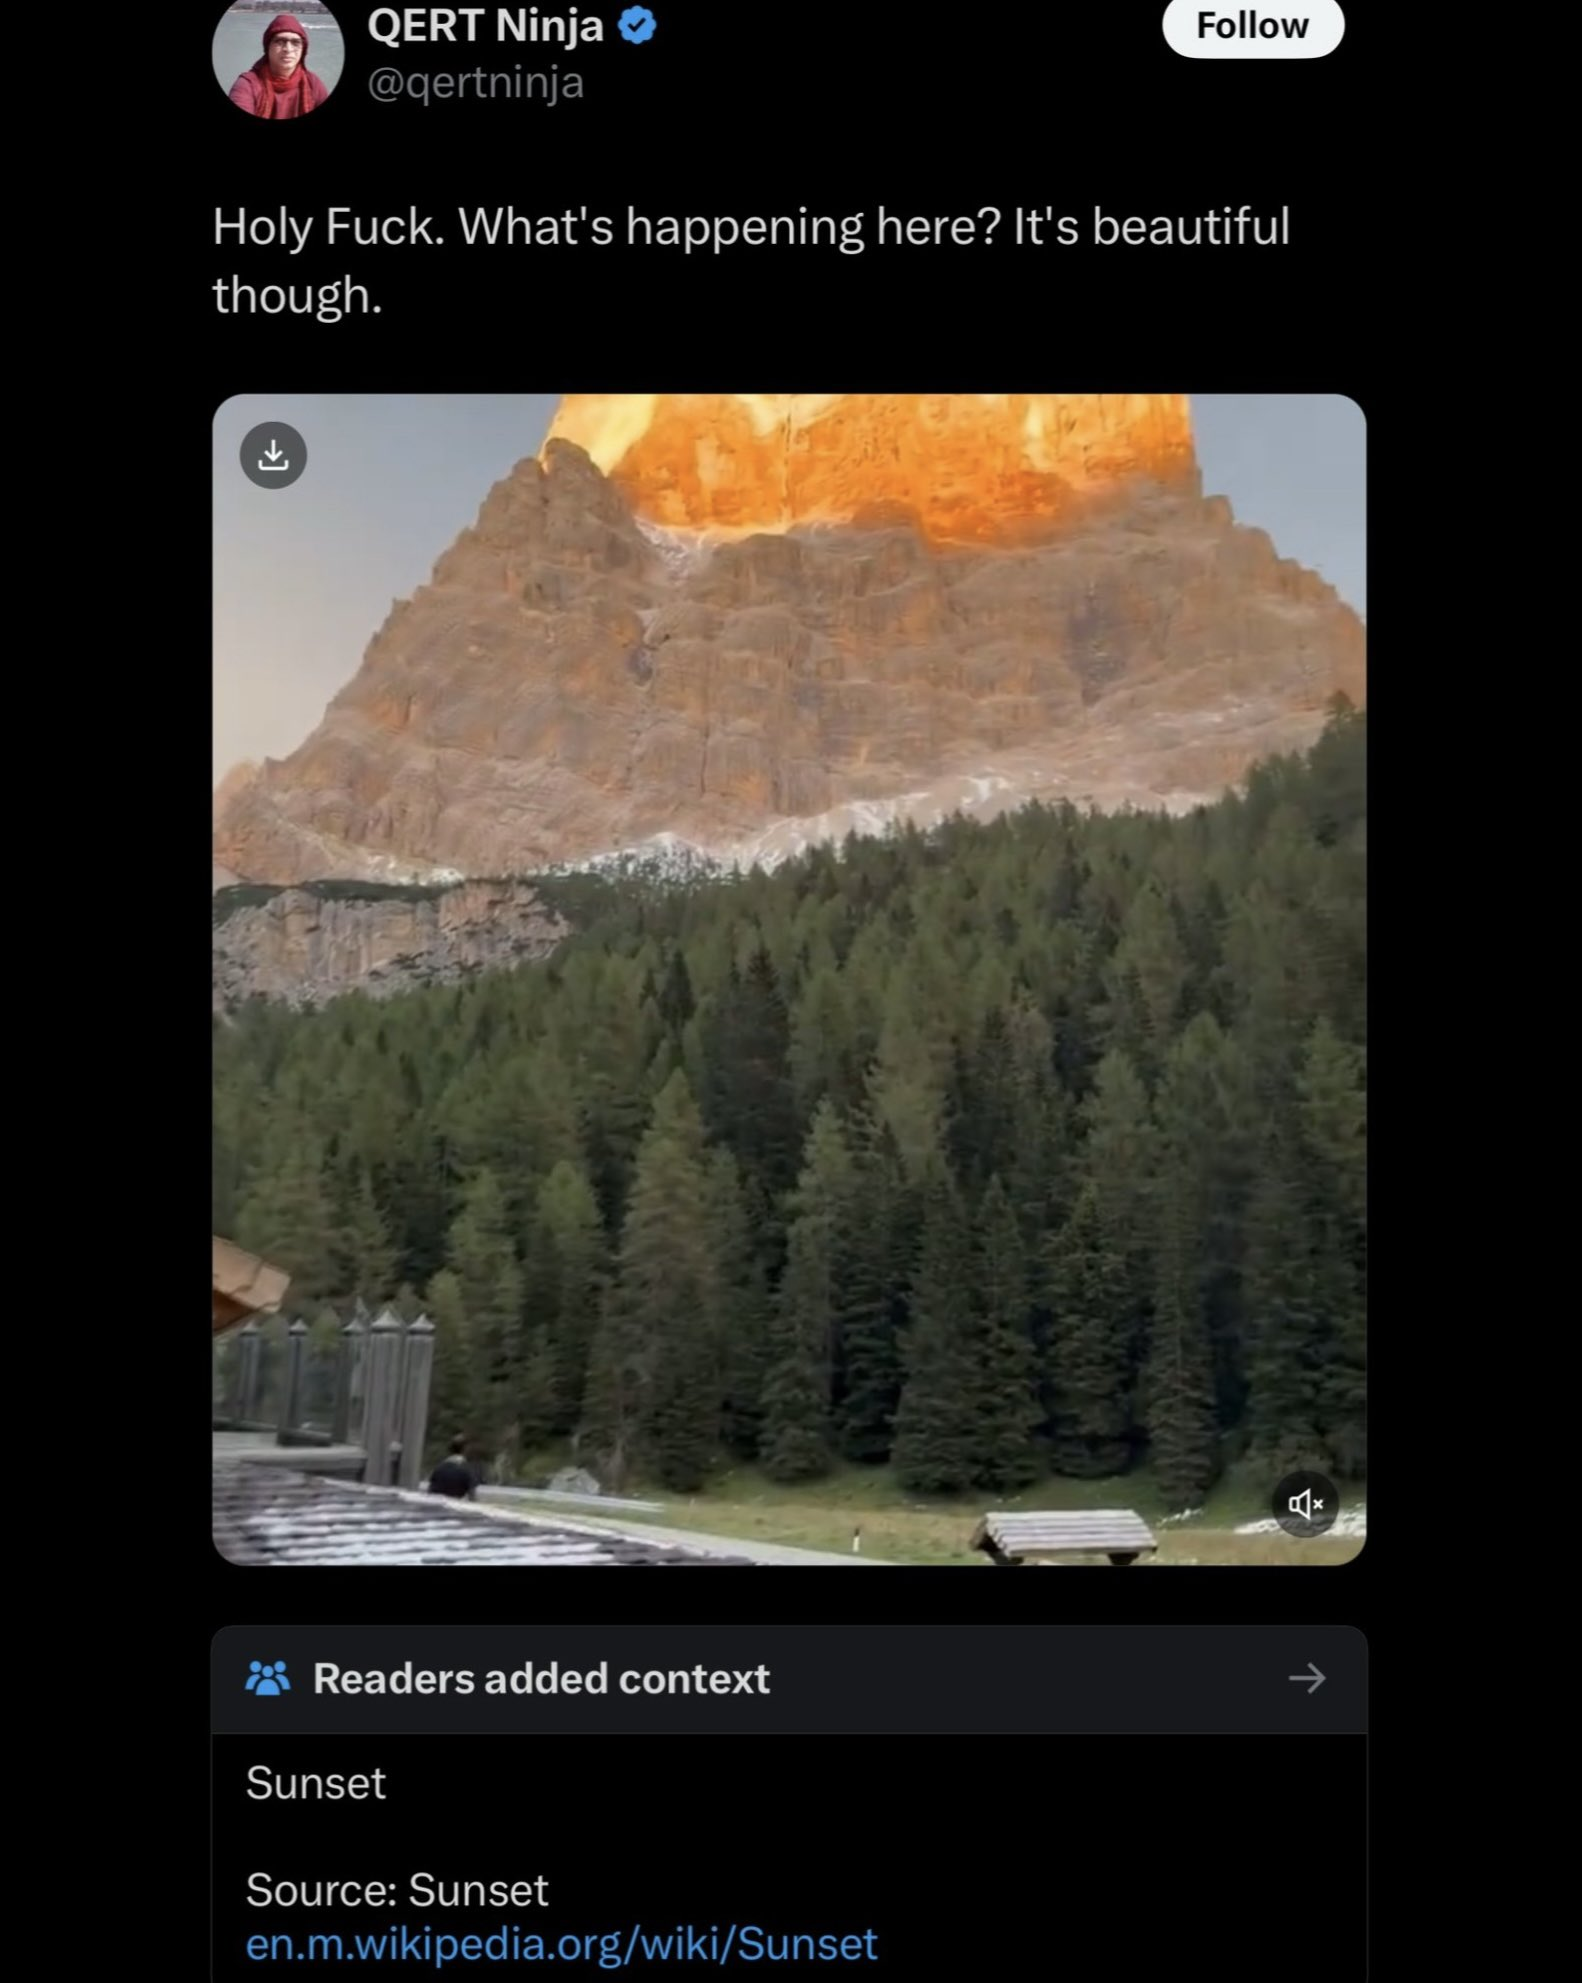 QERT Ninja
Follow
@qertninja
Holy Fuck. What's happening here? It's beautiful
though.
Readers added context
Sunset
Source: Sunset
en.m.wikipedia.org/wiki/Sunset